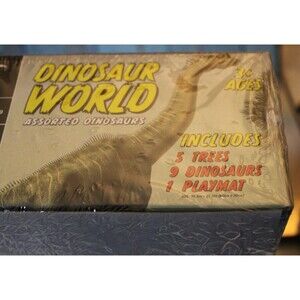 DINOSAUR
WORLD
ASSORTED DINOSAURS
3+
AGES
INCLUDES
5 TREES
9 DINOSAURS
1 PLAYMAT